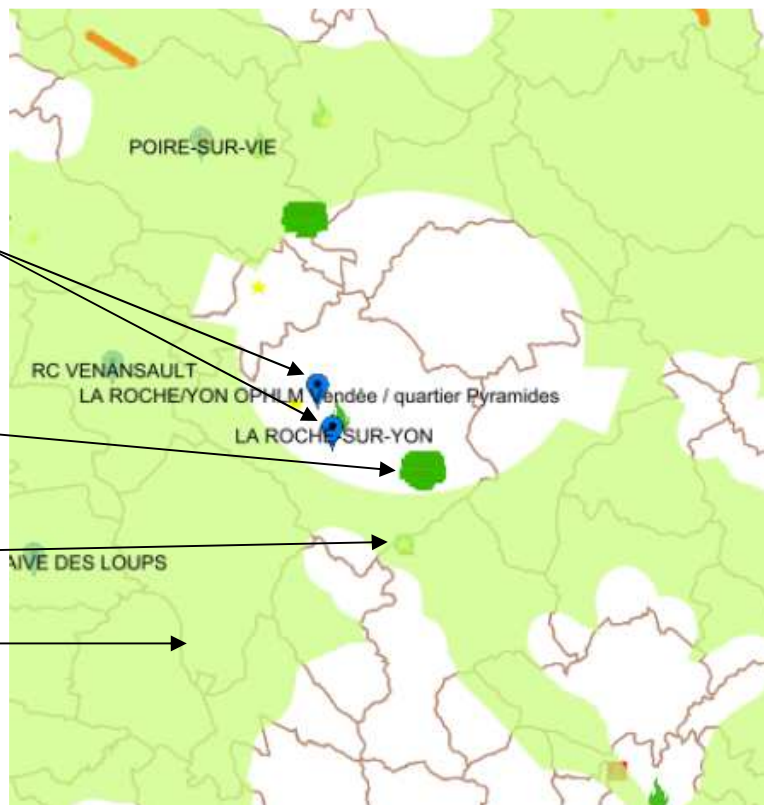 POIRE-SUR-VIE
RC VENANSAULT
LA ROCHE/YON OPHLM Vendée / quartier Pyramides
LA ROCHE-SUR-YON
AIVE DES LOUPS